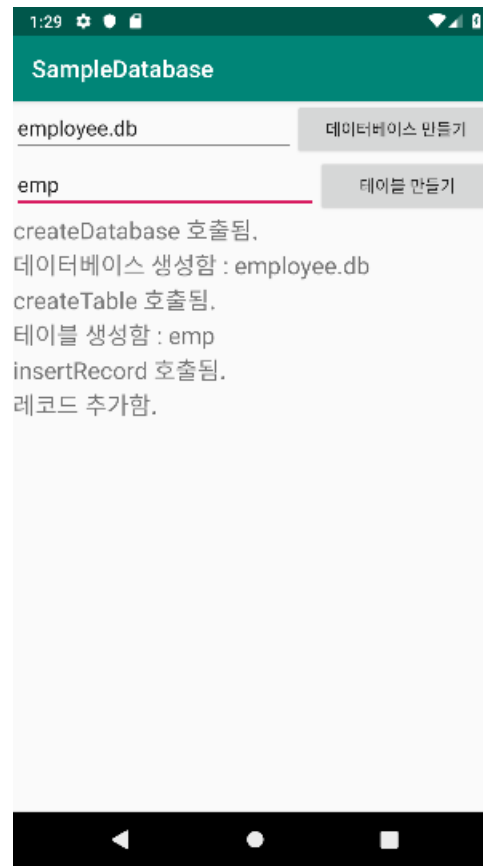 1:29
SampleDatabase
employee.db 데이터베이스 만들기
emp 테이블 만들기
createDatabase 호출됨.
데이터베이스 생성함 : employee.db
createTable 호출됨.
테이블 생성함 : emp
insertRecord 호출됨.
레코드 추가함.